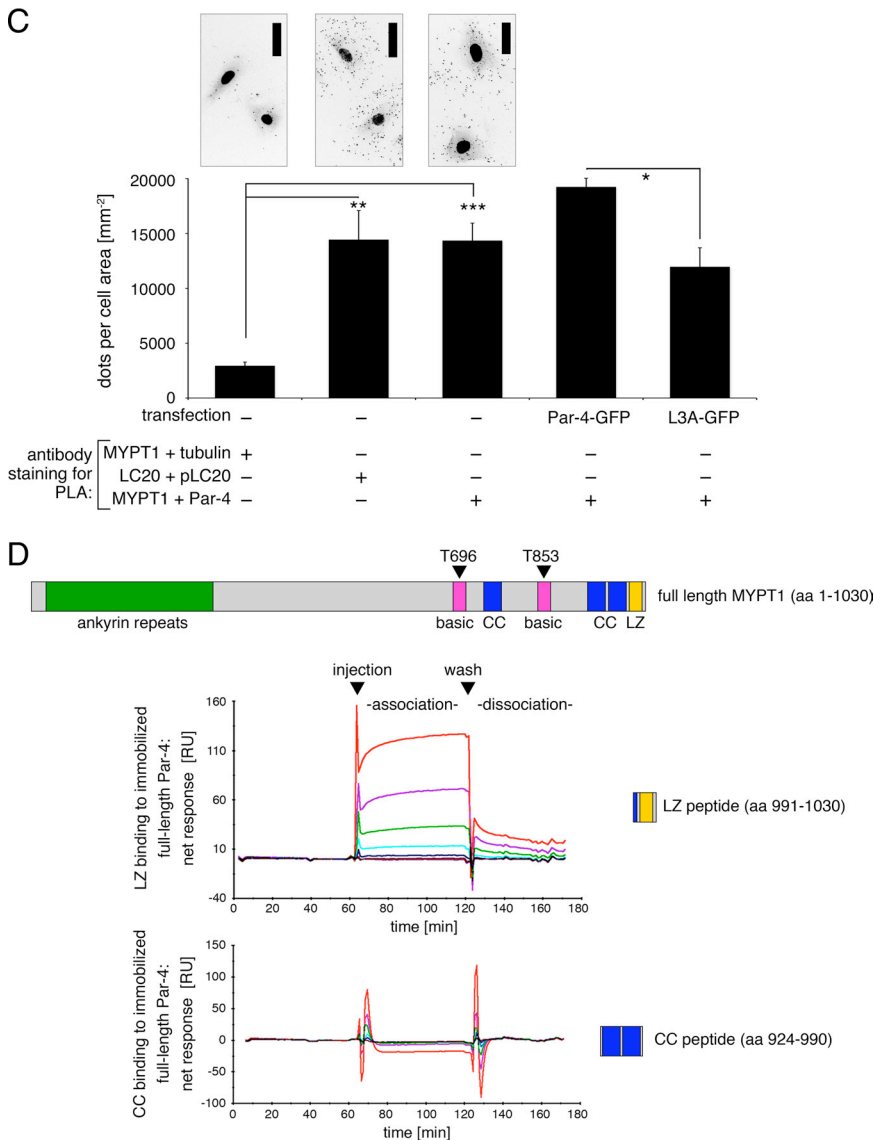 C
20000
15000
10000
5000
0
dots per cell area [mm-2]
**
***
*
transfection – – – Par-4-GFP L3A-GFP
antibody staining for PLA:
MYPT1 + tubulin + – – – –
LC20 + pLC20 – + – – –
MYPT1 + Par-4 – – + + +
D
T696 T853
full length MYPT1 (aa 1-1030)
ankyrin repeats basic CC basic CC LZ
injection wash
-association- -dissociation-
LZ binding to immobilized
full-length Par-4:
net response [RU]
160
110
60
10
-40
0 20 40 60 80 100 120 140 160 180
time [min]
LZ peptide (aa 991-1030)
CC binding to immobilized
full-length Par-4:
net response [RU]
150
100
50
0
-50
-100
0 20 40 60 80 100 120 140 160 180
time [min]
CC peptide (aa 924-990)